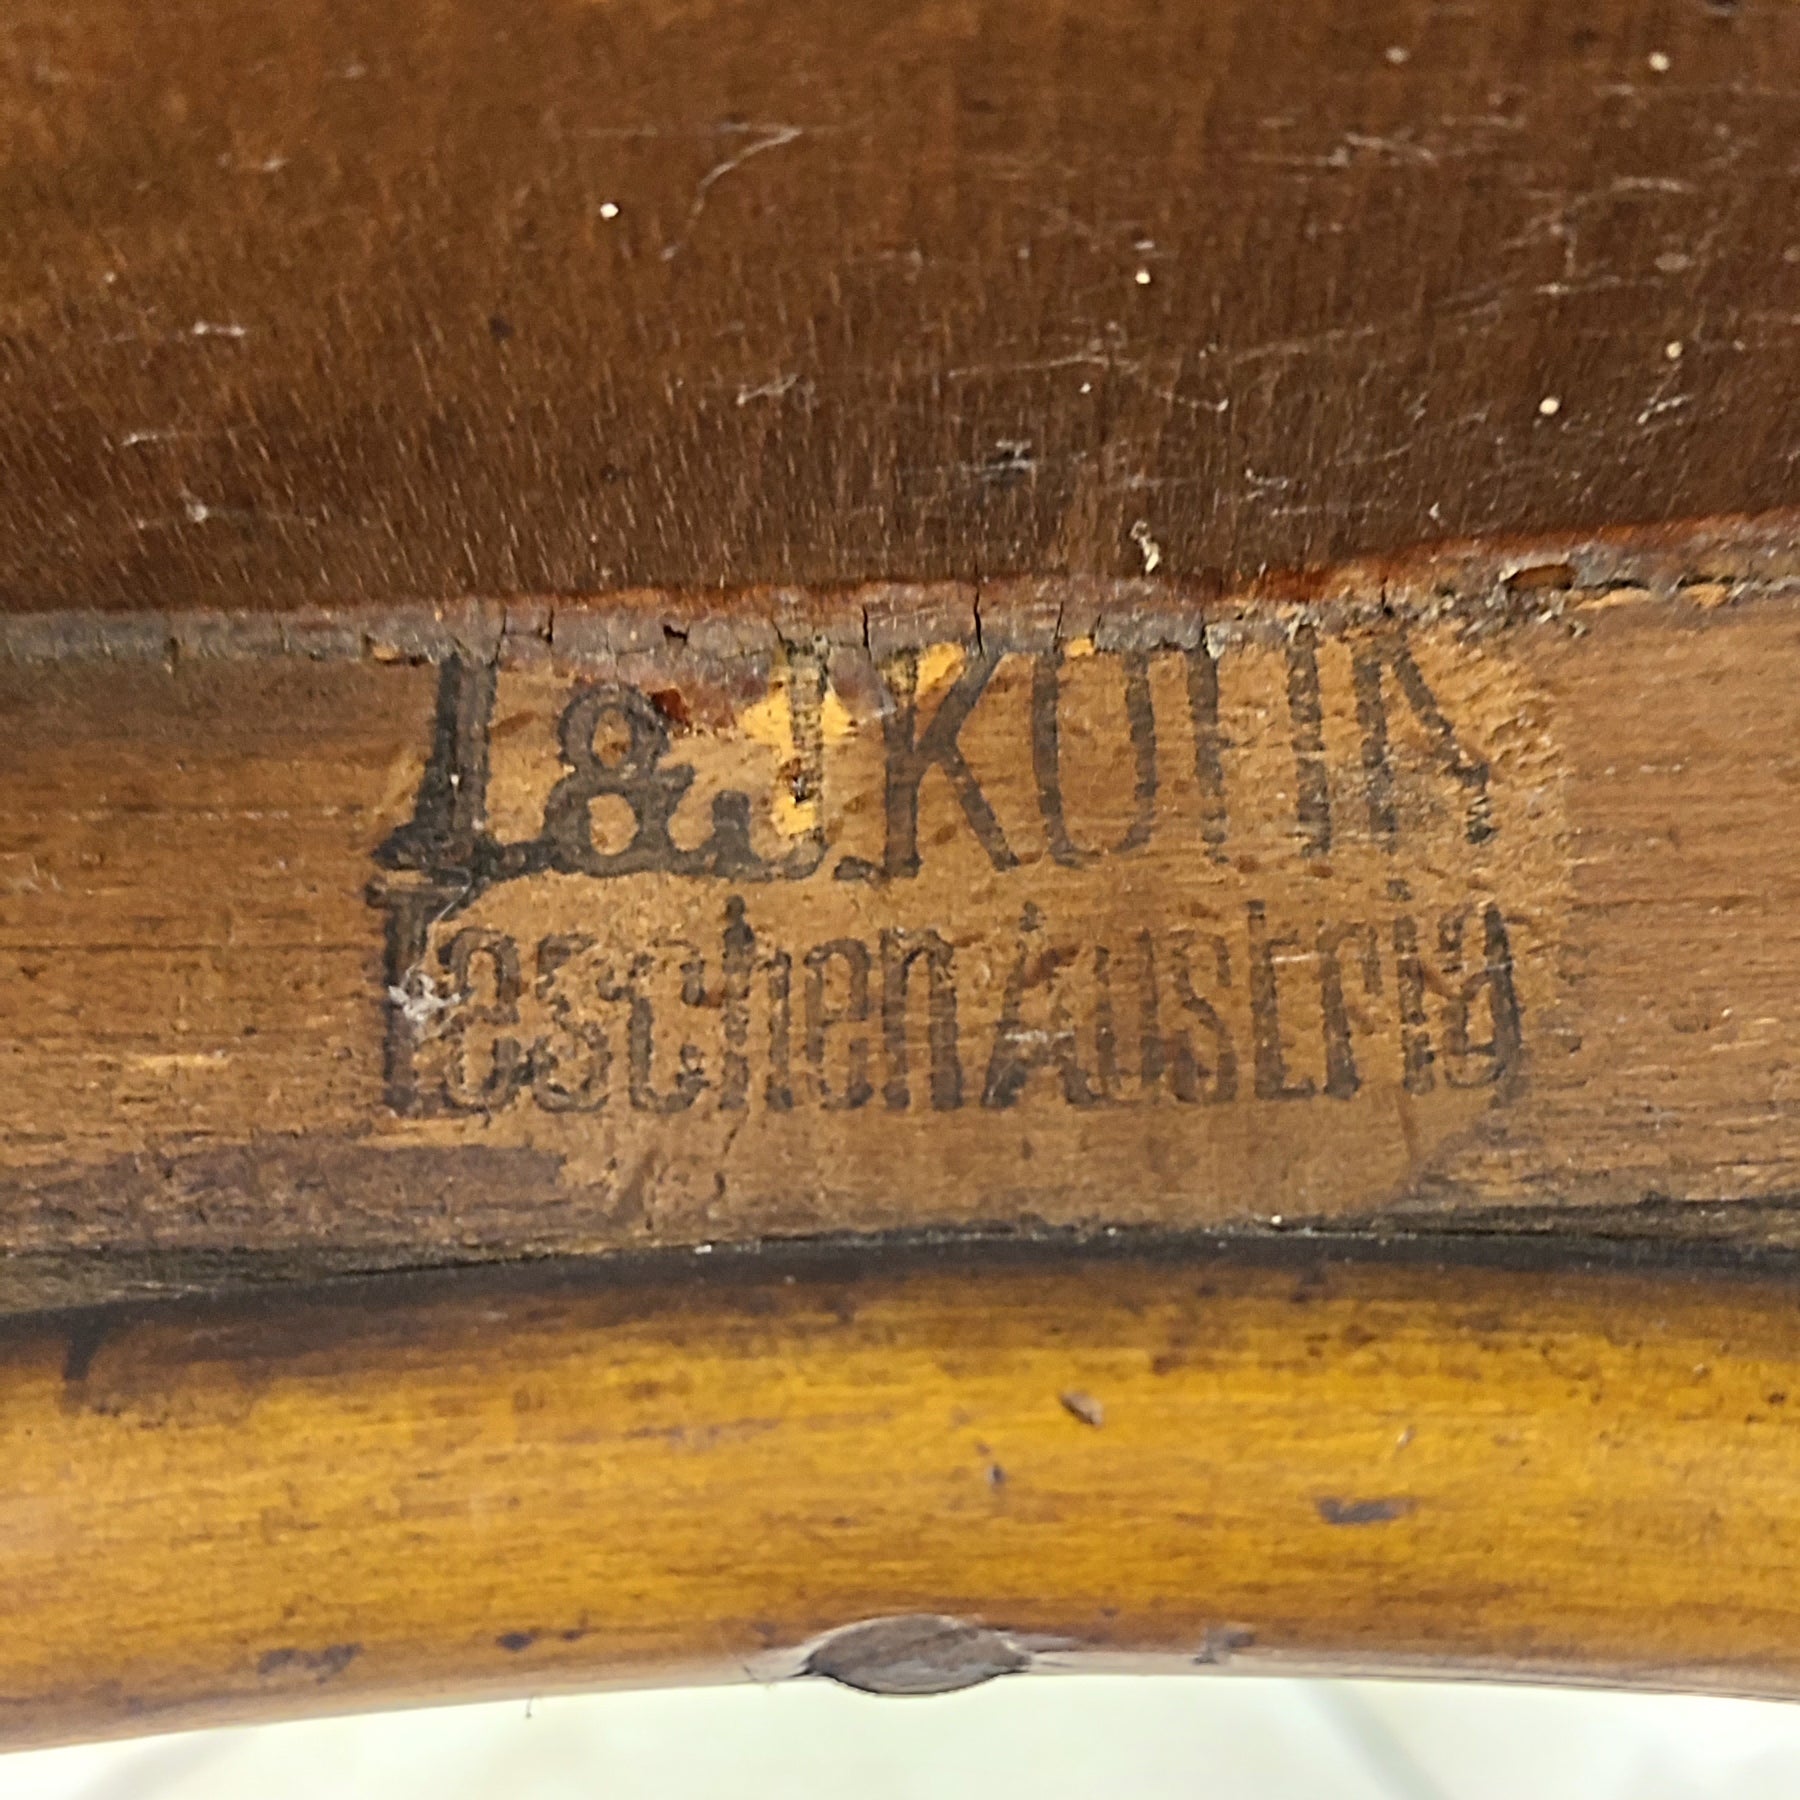 J.& J. KOHN
Teschen Austria